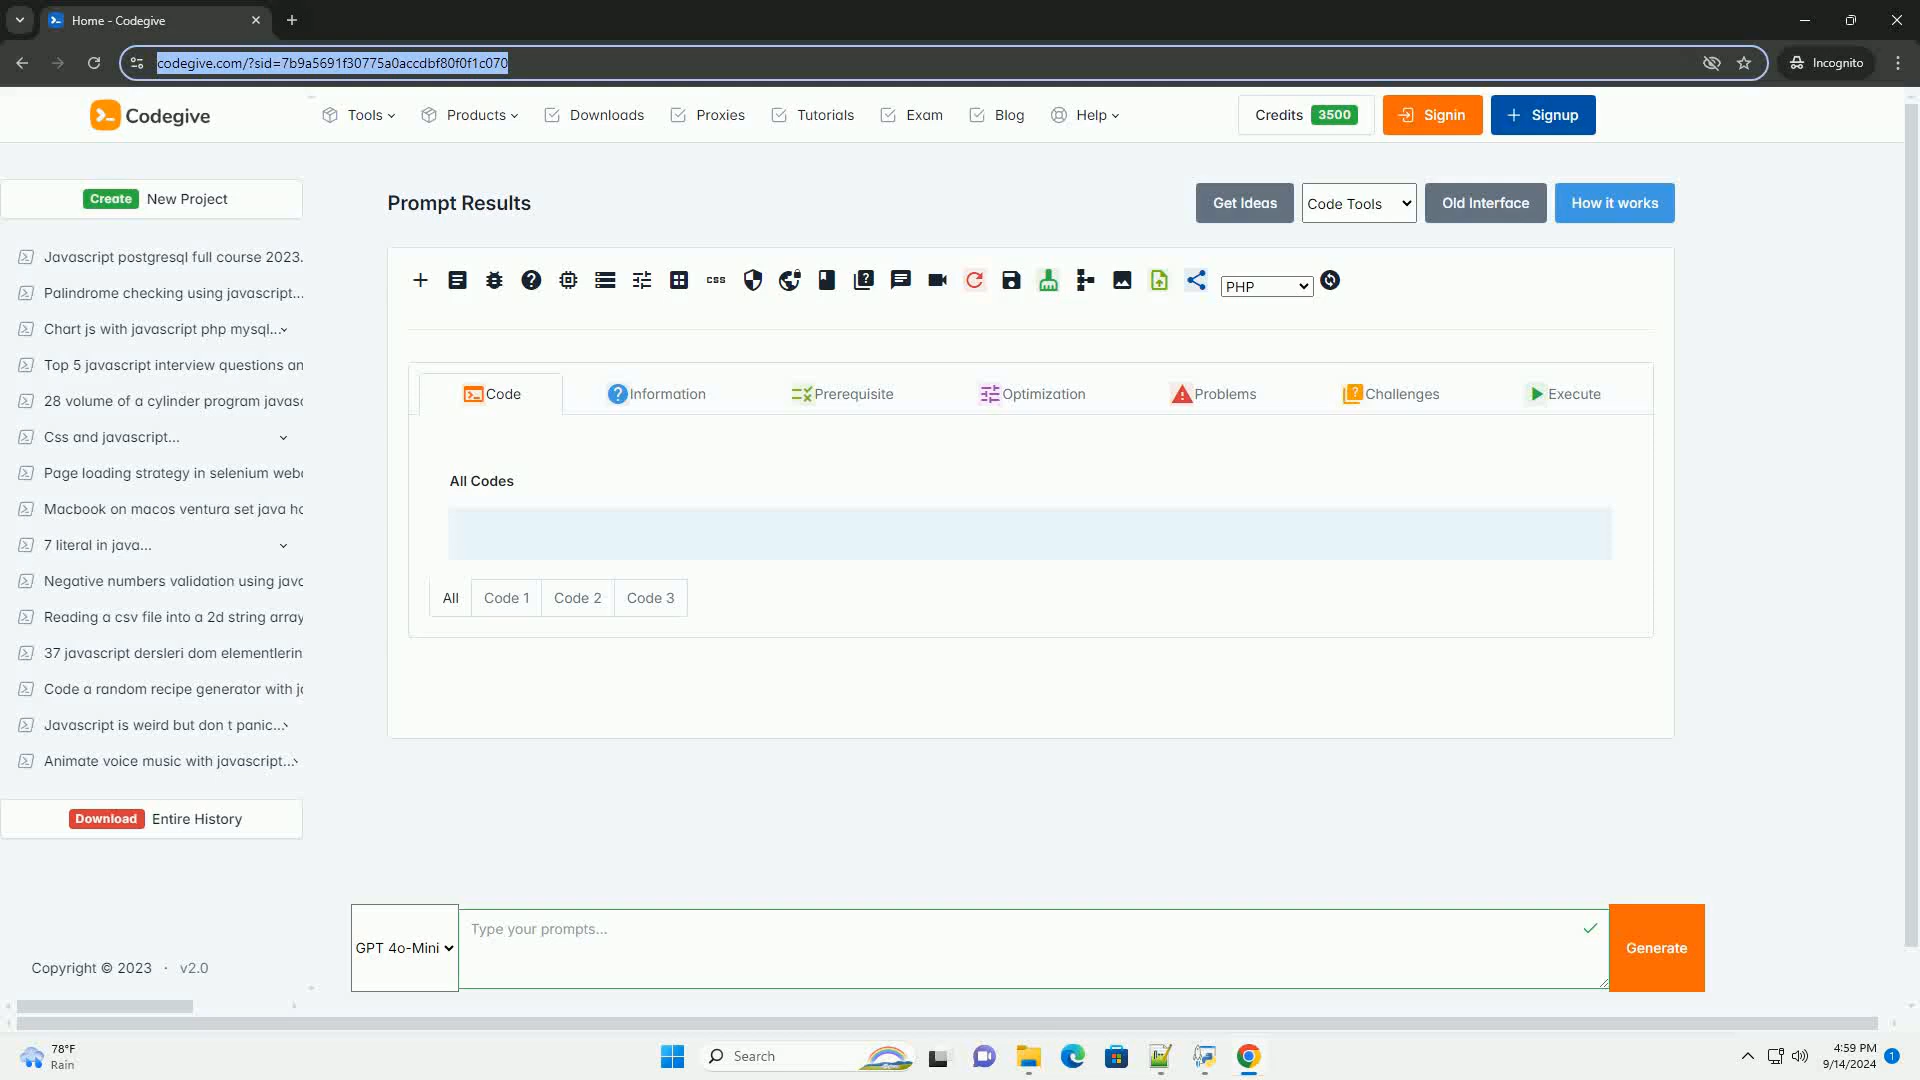 Home - Codegive
codegive.com/?sid=7b9a5691f30775a0accdbf80f0f1c070
Incognito
Codegive
Tools
Products
Downloads
Proxies
Tutorials
Exam
Blog
Help
Credits 3500
Signin
Signup
Create New Project
Javascript postgresql full course 2023.
Palindrome checking using javascript...
Chart js with javascript php mysql...
Top 5 javascript interview questions an
28 volume of a cylinder program javasc
Css and javascript...
Page loading strategy in selenium web
Macbook on macos ventura set java ho
7 literal in java...
Negative numbers validation using java
Reading a csv file into a 2d string array
37 javascript dersleri dom elementlerin
Code a random recipe generator with j
Javascript is weird but don t panic...
Animate voice music with javascript...
Download Entire History
Copyright © 2023 · v2.0
Prompt Results
Get Ideas
Code Tools
Old Interface
How it works
css
PHP
Code
Information
Prerequisite
Optimization
Problems
Challenges
Execute
All Codes
All
Code 1
Code 2
Code 3
GPT 4o-Mini
Type your prompts...
Generate
78°F
Rain
Search
4:59 PM
9/14/2024
1